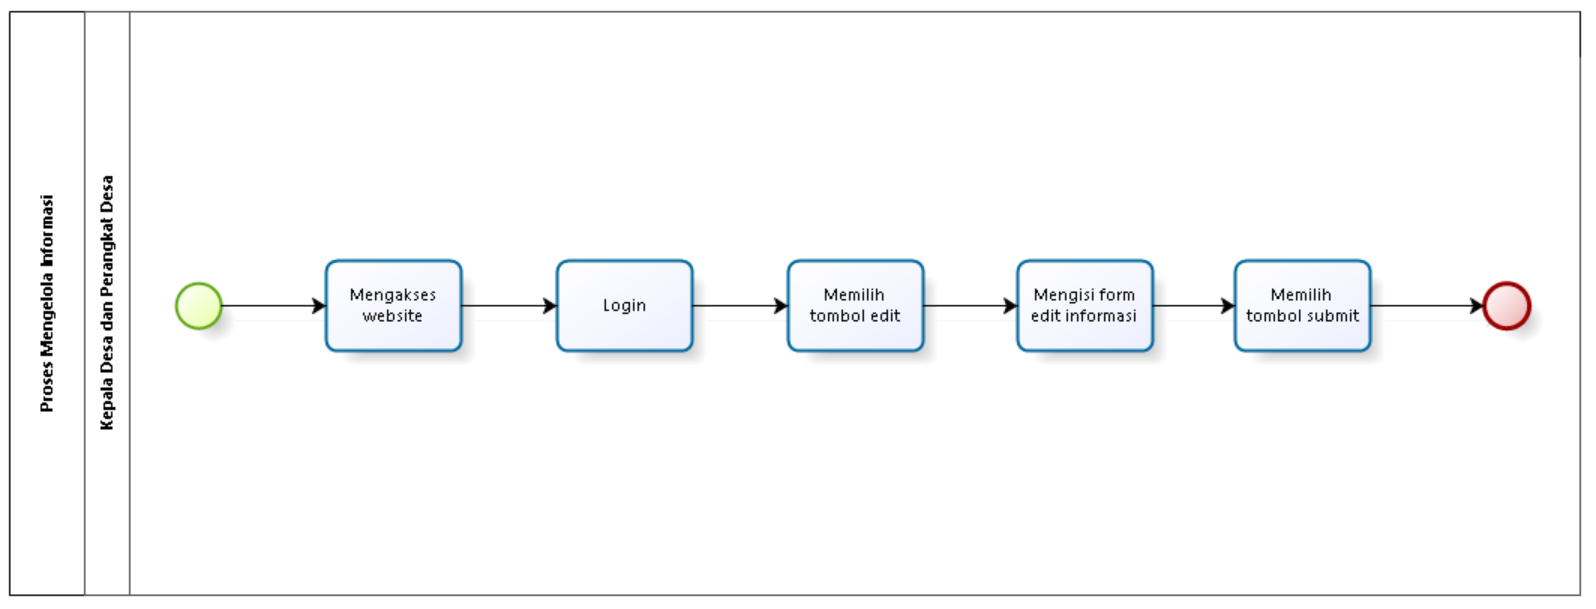 Proses Mengelola Informasi
Kepala Desa dan Perangkat Desa
Mengakses
website
Login
Memilih
tombol edit
Mengisi form
edit informasi
Memilih
tombol submit